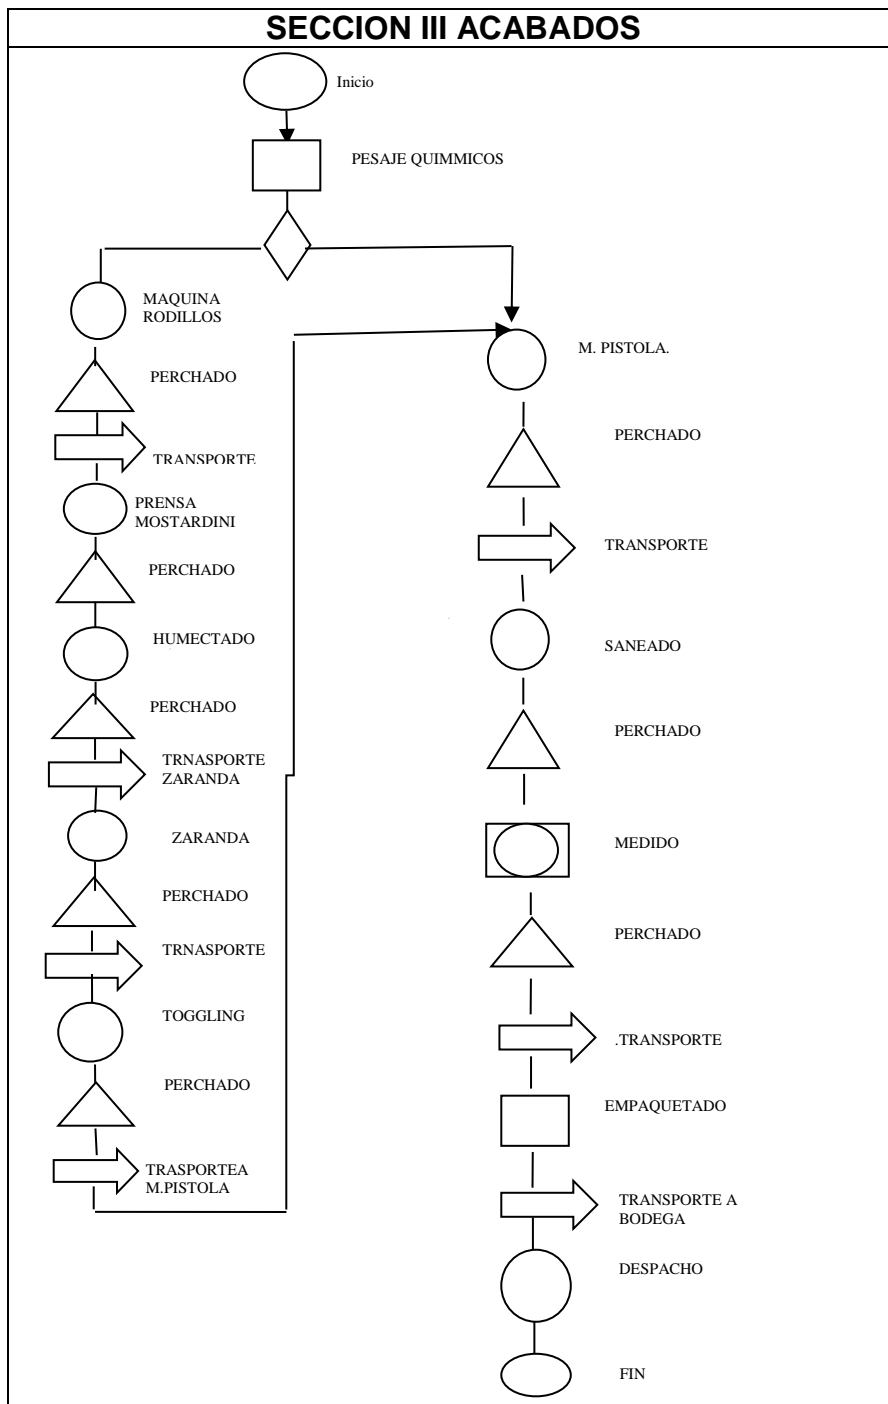 SECCION III ACABADOS
Inicio
PESAJE QUIMMICOS
MAQUINA
RODILLOS
PERCHADO
TRANSPORTE
PRENSA
MOSTARDINI
PERCHADO
HUMECTADO
PERCHADO
TRNASPORTE
ZARANDA
ZARANDA
PERCHADO
TRNASPORTE
TOGGLING
PERCHADO
TRASPORTEA
M.PISTOLA
M. PISTOLA.
PERCHADO
TRANSPORTE
SANEADO
PERCHADO
MEDIDO
PERCHADO
.TRANSPORTE
EMPAQUETADO
TRANSPORTE A
BODEGA
DESPACHO
FIN